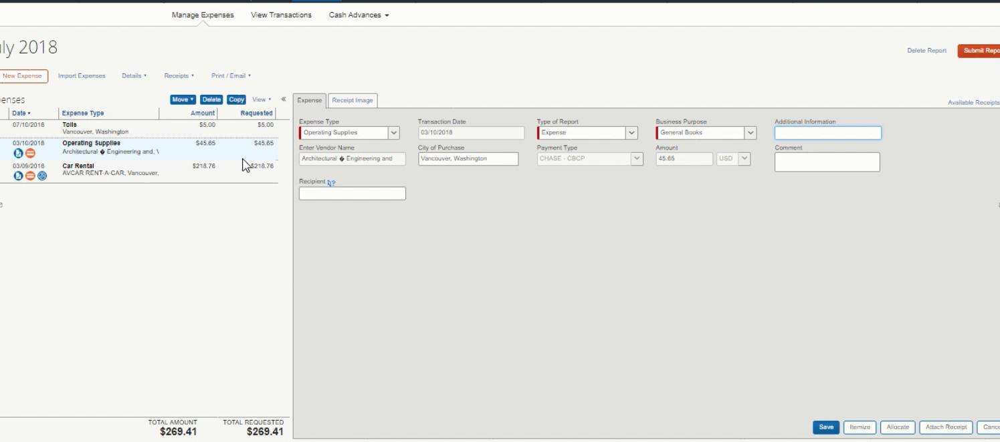 Manage Expenses View Transactions Cash Advances
uly 2018
Delete Report Submit Repo
New Expense Import Expenses Details Receipts Print / Email
enses Move Delete Copy View «
Date Expense Type Amount Requested
07/10/2018 Tolls $5.00 $5.00
Vancouver, Washington
03/10/2018 Operating Supplies $45.65 $45.65
Architectural � Engineering and, \
03/09/2018 Car Rental $218.76 $218.76
AVCAR RENT-A-CAR, Vancouver,
TOTAL AMOUNT TOTAL REQUESTED
$269.41 $269.41
Expense Receipt Image
Available Receipts
Expense Type Transaction Date Type of Report Business Purpose Additional Information
Operating Supplies 03/10/2018 Expense General Books
Enter Vendor Name City of Purchase Payment Type Amount Comment
Architectural � Engineering and Vancouver, Washington CHASE - CBCP 45.65 USD
Recipient ?
Save Itemize Allocate Attach Receipt Cance